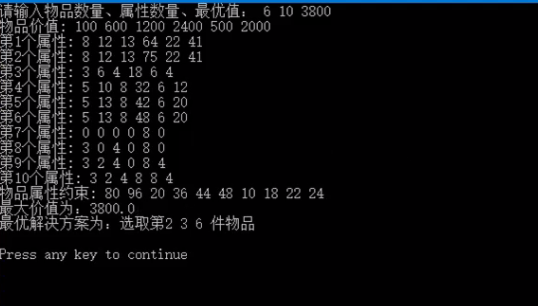 请输入物品数量、属性数量、最优值： 6 10 3800
物品价值: 100 600 1200 2400 500 2000
第1个属性: 8 12 13 64 22 41
第2个属性: 8 12 13 75 22 41
第3个属性: 3 6 4 18 6 4
第4个属性: 5 10 8 32 6 12
第5个属性: 5 13 8 42 6 20
第6个属性: 5 13 8 48 6 20
第7个属性: 0 0 0 0 8 0
第8个属性: 3 0 4 0 8 0
第9个属性: 3 2 4 0 8 4
第10个属性: 3 2 4 8 8 4
物品属性约束: 80 96 20 36 44 48 10 18 22 24
最大价值为：3800.0
最优解决方案为：选取第2 3 6 件物品
Press any key to continue